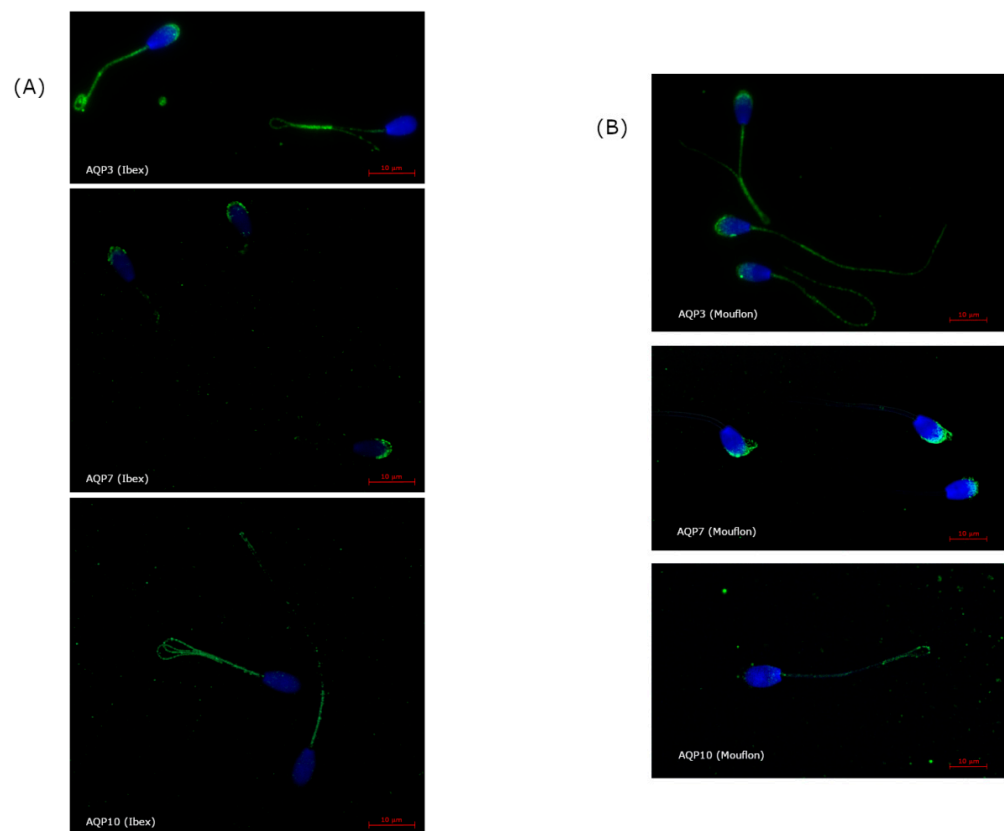 (A)
AQP3 (Ibex)
10 µm
AQP7 (Ibex)
10 µm
AQP10 (Ibex)
10 µm
(B)
AQP3 (Mouflon)
10 µm
AQP7 (Mouflon)
10 µm
AQP10 (Mouflon)
10 µm